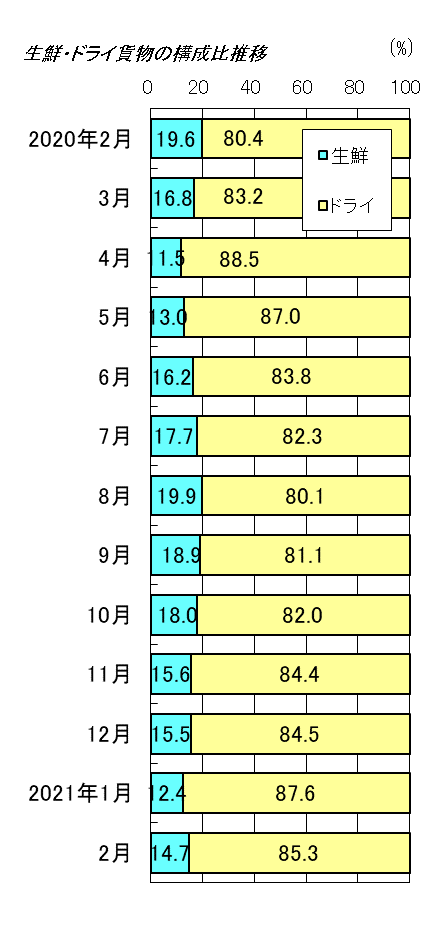 生鮮・ドライ貨物の構成比推移 (%)
0 20 40 60 80 100
2020年2月 19.6 80.4
3月 16.8 83.2
4月 11.5 88.5
5月 13.0 87.0
6月 16.2 83.8
7月 17.7 82.3
8月 19.9 80.1
9月 18.9 81.1
10月 18.0 82.0
11月 15.6 84.4
12月 15.5 84.5
2021年1月 12.4 87.6
2月 14.7 85.3
生鮮
ドライ